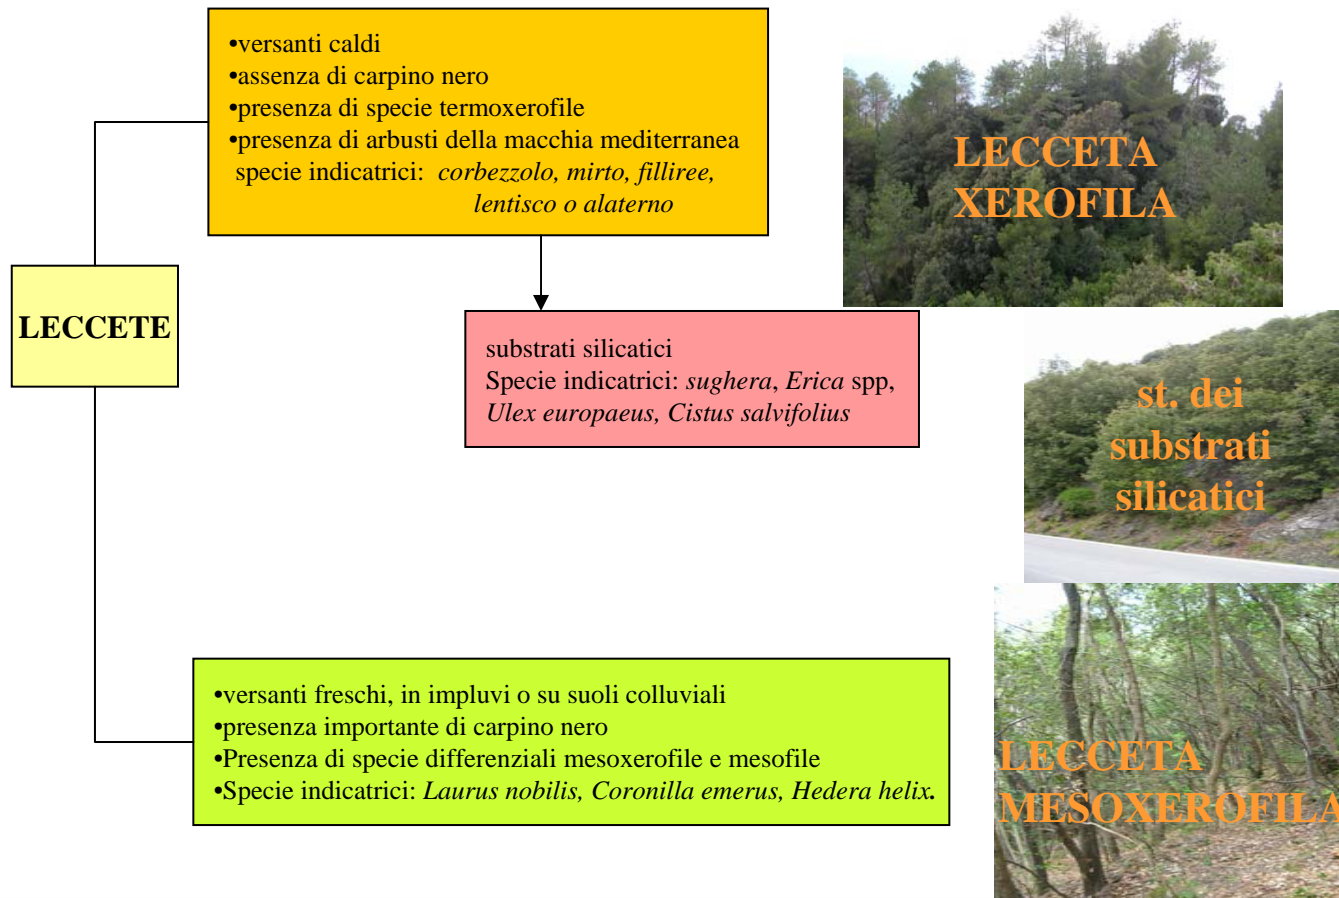 •versanti caldi
•assenza di carpino nero
•presenza di specie termoxerofile
•presenza di arbusti della macchia mediterranea
specie indicatrici: corbezzolo, mirto, filliree,
lentisco o alaterno
LECCETA
XEROFILA
LECCETE
substrati silicatici
Specie indicatrici: sughera, Erica spp,
Ulex europaeus, Cistus salvifolius
st. dei
substrati
silicatici
•versanti freschi, in impluvi o su suoli colluviali
•presenza importante di carpino nero
•Presenza di specie differenziali mesoxerofile e mesofile
•Specie indicatrici: Laurus nobilis, Coronilla emerus, Hedera helix.
LECCETA
MESOXEROFILA